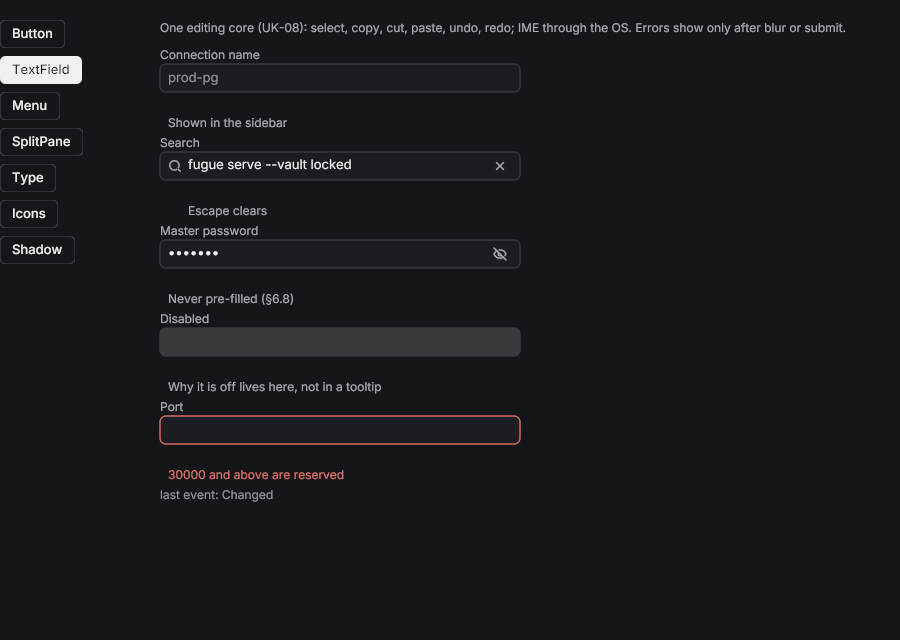 Button
TextField
Menu
SplitPane
Type
Icons
Shadow
One editing core (UK-08): select, copy, cut, paste, undo, redo; IME through the OS. Errors show only after blur or submit.
Connection name
prod-pg
Shown in the sidebar
Search
fugue serve --vault locked
Escape clears
Master password
•••••••
Never pre-filled (§6.8)
Disabled
Why it is off lives here, not in a tooltip
Port
30000 and above are reserved
last event: Changed